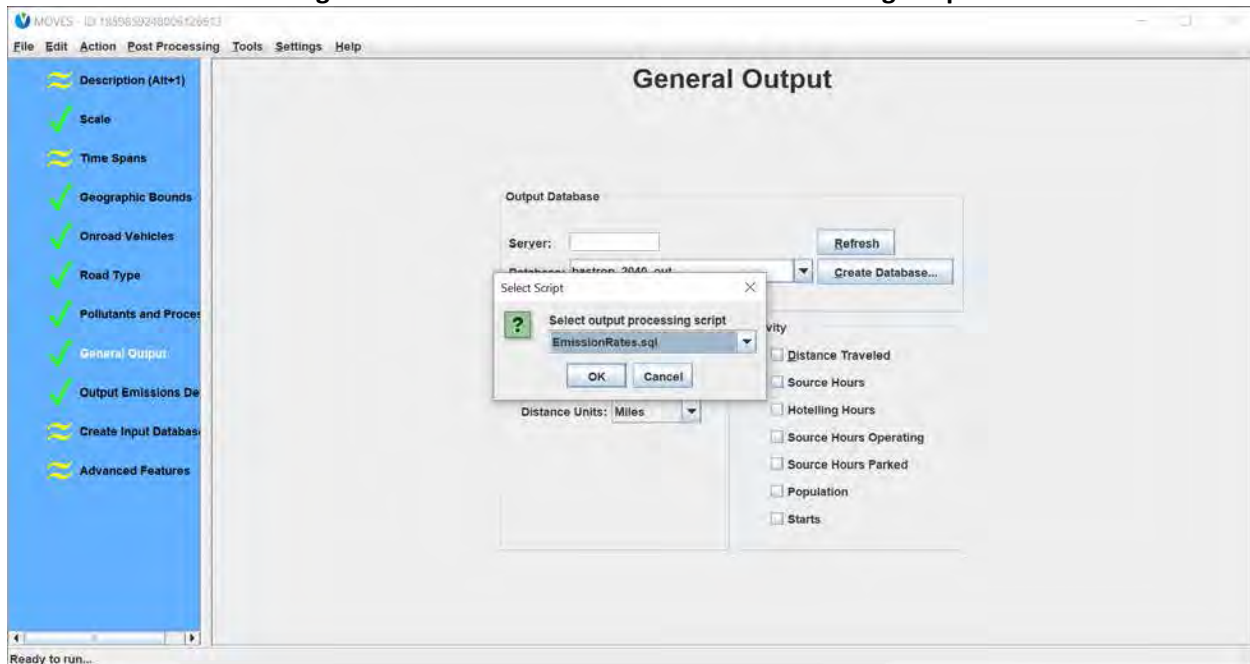 MOVES - ID
File Edit Action Post Processing Tools Settings Help
Description (Alt+1)
Scale
Time Spans
Geographic Bounds
Onroad Vehicles
Road Type
Pollutants and Proces
General Output
Output Emissions De
Create Input Databas
Advanced Features
General Output
Output Database
Server:
Refresh
Database: bastrop_2040_out
Create Database...
Select Script
Select output processing script
EmissionRates.sql
OK Cancel
vity
Distance Traveled
Source Hours
Distance Units: Miles
Hotelling Hours
Source Hours Operating
Source Hours Parked
Population
Starts
Ready to run...